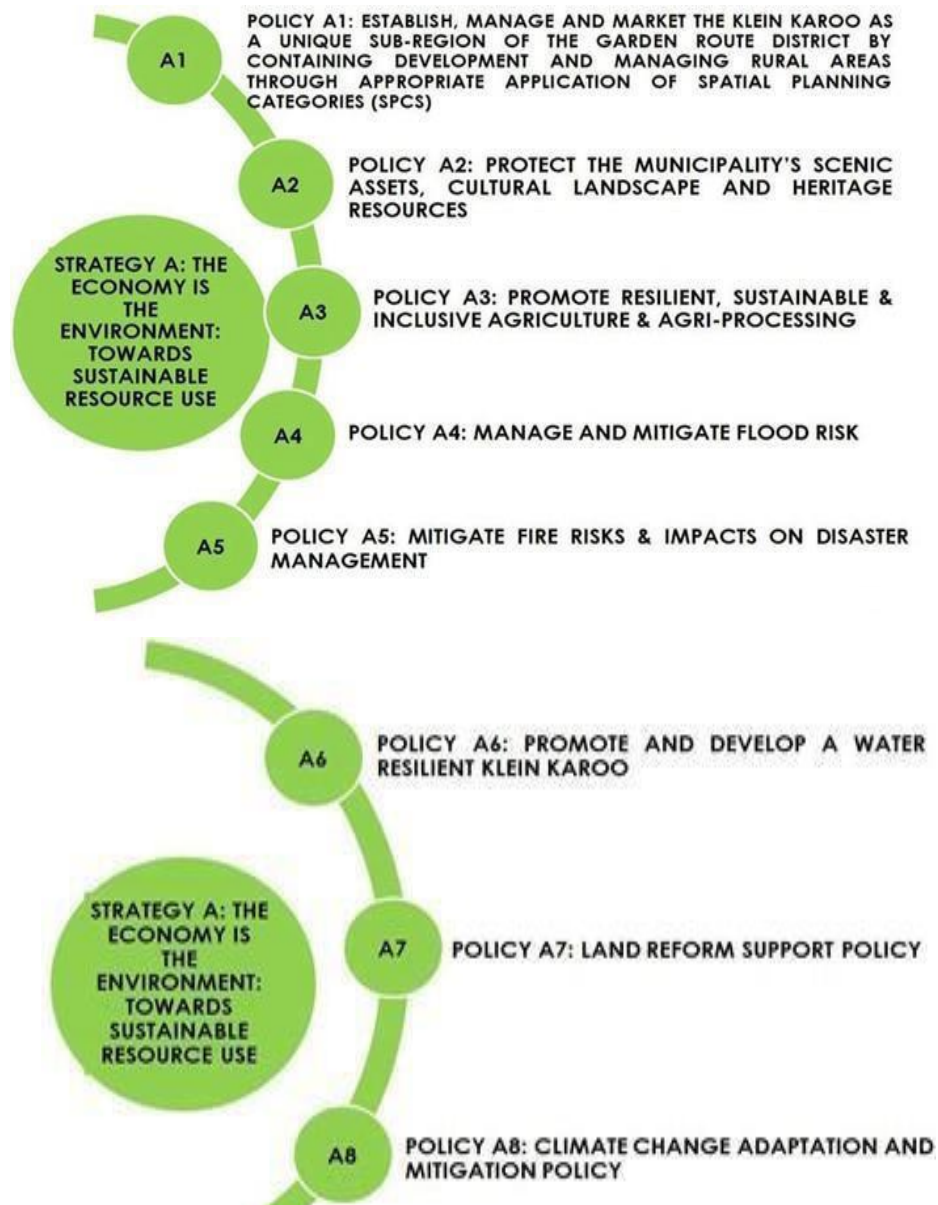 POLICY A1: ESTABLISH, MANAGE AND MARKET THE KLEIN KAROO AS
A UNIQUE SUB-REGION OF THE GARDEN ROUTE DISTRICT BY
CONTAINING DEVELOPMENT AND MANAGING RURAL AREAS
THROUGH APPROPRIATE APPLICATION OF SPATIAL PLANNING
CATEGORIES (SPCS)
A1
POLICY A2: PROTECT THE MUNICIPALITY'S SCENIC
ASSETS, CULTURAL LANDSCAPE AND HERITAGE
RESOURCES
A2
STRATEGY A: THE
ECONOMY IS
THE
ENVIRONMENT:
TOWARDS
SUSTAINABLE
RESOURCE USE
A3
POLICY A3: PROMOTE RESILIENT, SUSTAINABLE &
INCLUSIVE AGRICULTURE & AGRI-PROCESSING
A4
POLICY A4: MANAGE AND MITIGATE FLOOD RISK
A5
POLICY A5: MITIGATE FIRE RISKS & IMPACTS ON DISASTER
MANAGEMENT
A6
POLICY A6: PROMOTE AND DEVELOP A WATER
RESILIENT KLEIN KAROO
STRATEGY A: THE
ECONOMY IS
THE
ENVIRONMENT:
TOWARDS
SUSTAINABLE
RESOURCE USE
A7
POLICY A7: LAND REFORM SUPPORT POLICY
A8
POLICY A8: CLIMATE CHANGE ADAPTATION AND
MITIGATION POLICY